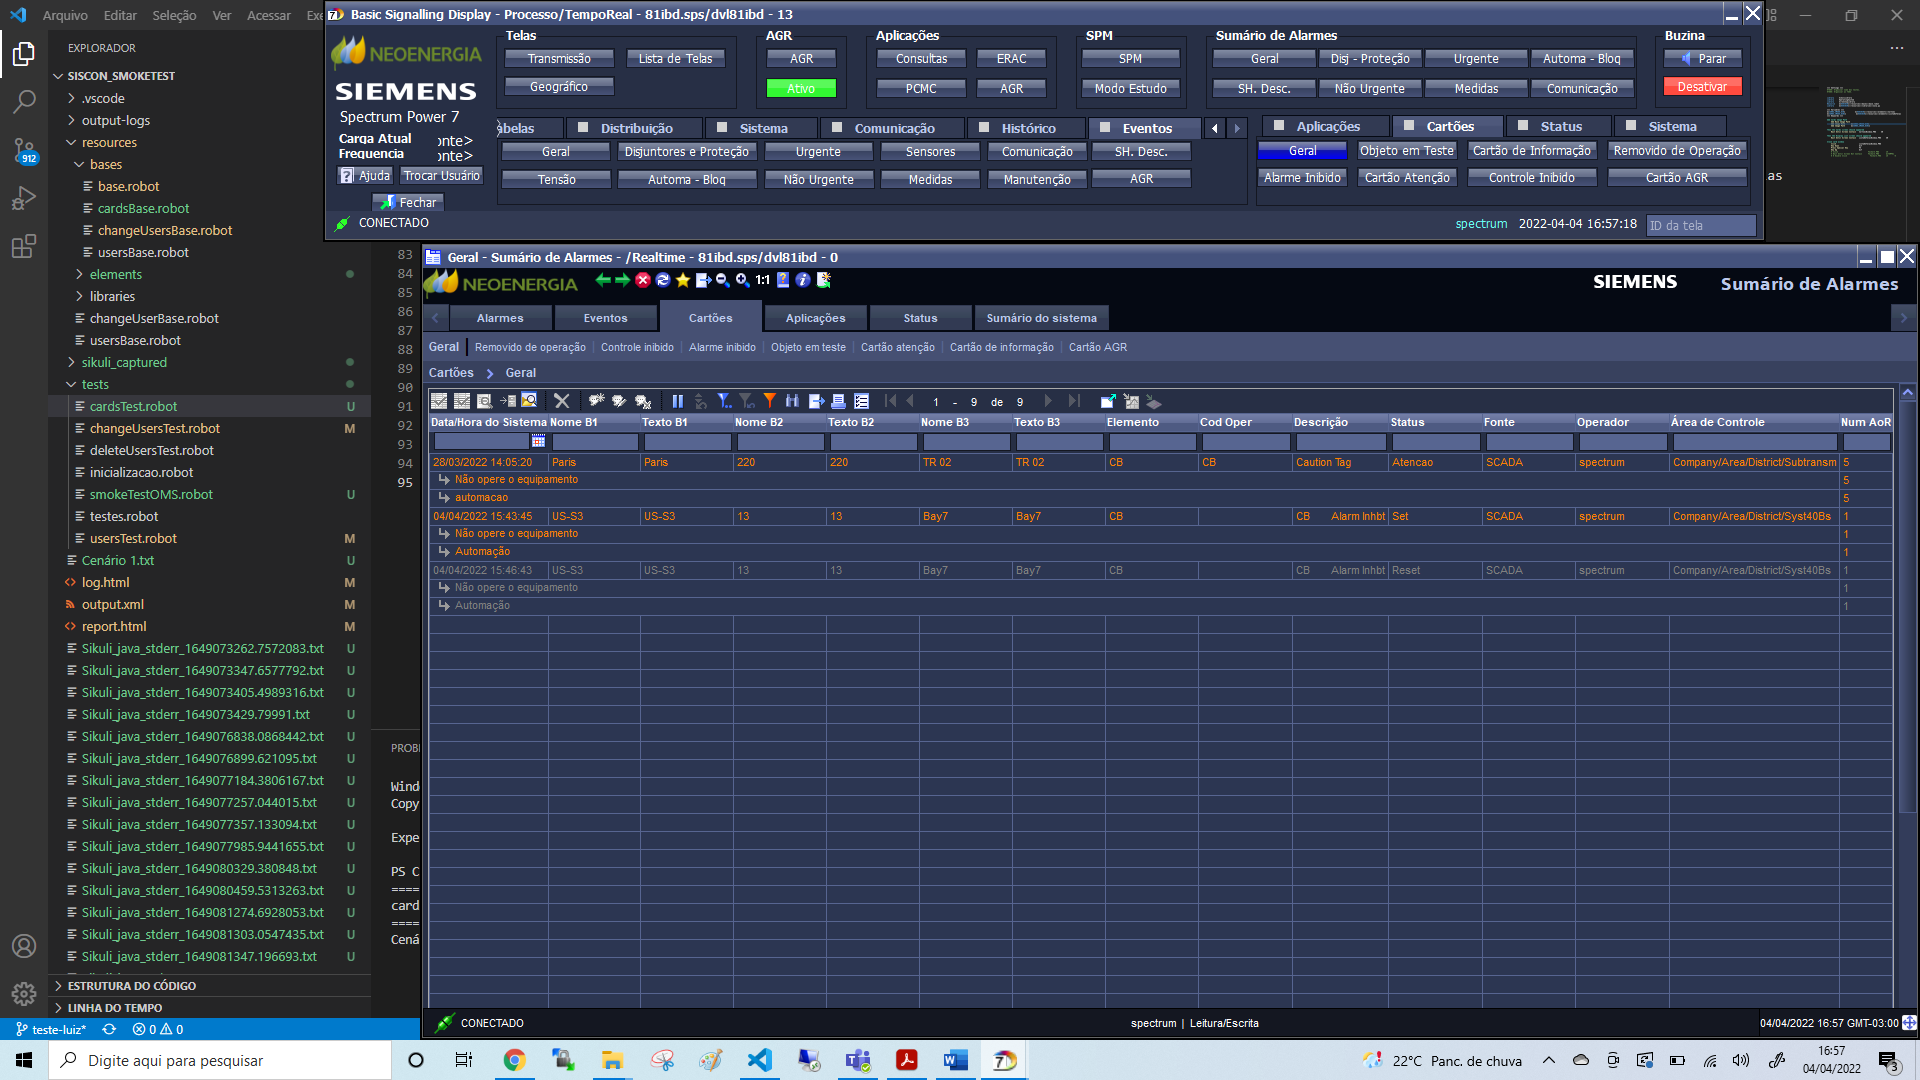 Arquivo Editar Seleção Ver Acessar Exe
EXPLORADOR
SISCON_SMOKETEST
.vscode
output-logs
resources
bases
base.robot
cardsBase.robot
changeUsersBase.robot
usersBase.robot
elements
libraries
changeUserBase.robot
usersBase.robot
sikuli_captured
tests
cardsTest.robot U
changeUsersTest.robot M
deleteUsersTest.robot
inicializacao.robot
smokeTestOMS.robot U
testes.robot
usersTest.robot M
Cenário 1.txt U
log.html M
output.xml M
report.html M
Sikuli_java_stderr_1649073262.7572083.txt U
Sikuli_java_stderr_1649073347.6577792.txt U
Sikuli_java_stderr_1649073405.4989316.txt U
Sikuli_java_stderr_1649073429.79991.txt U
Sikuli_java_stderr_1649076838.0868442.txt U
Sikuli_java_stderr_1649076899.621095.txt U
Sikuli_java_stderr_1649077184.3806167.txt U
Sikuli_java_stderr_1649077257.044015.txt U
Sikuli_java_stderr_1649077357.133094.txt U
Sikuli_java_stderr_1649077985.9441655.txt U
Sikuli_java_stderr_1649080329.380848.txt U
Sikuli_java_stderr_1649080459.5313263.txt U
Sikuli_java_stderr_1649081274.6928053.txt U
Sikuli_java_stderr_1649081303.0547435.txt U
Sikuli_java_stderr_1649081347.196693.txt U
ESTRUTURA DO CÓDIGO
LINHA DO TEMPO
912
teste-luiz* 0 0
83
84
85
86
87
88
89
90
91
92
93
94
95
as
PROBL
Wind
Copy
Expe
PS C
====
card
====
Cená
Basic Signalling Display - Processo/TempoReal - 81ibd.sps/dvl81ibd - 13
NEOENERGIA
SIEMENS
Spectrum Power 7
Carga Atual onte>
Frequencia onte>
Ajuda Trocar Usuário
Fechar
CONECTADO
Telas
Transmissão Lista de Telas
Geográfico
AGR
AGR
Ativo
Aplicações
Consultas ERAC
PCMC AGR
SPM
SPM
Modo Estudo
Sumário de Alarmes
Geral Disj - Proteção Urgente Automa - Bloq
SH. Desc. Não Urgente Medidas Comunicação
Buzina
Parar
Desativar
abelas Distribuição Sistema Comunicação Histórico Eventos
Geral Disjuntores e Proteção Urgente Sensores Comunicação SH. Desc.
Tensão Automa - Bloq Não Urgente Medidas Manutenção AGR
Aplicações Cartões Status Sistema
Geral Objeto em Teste Cartão de Informação Removido de Operação
Alarme Inibido Cartão Atenção Controle Inibido Cartão AGR
spectrum 2022-04-04 16:57:18 ID da tela
Geral - Sumário de Alarmes - /Realtime - 81ibd.sps/dvl81ibd - 0
NEOENERGIA 1:1 SIEMENS Sumário de Alarmes
Alarmes Eventos Cartões Aplicações Status Sumário do sistema
Geral Removido de operação Controle inibido Alarme inibido Objeto em teste Cartão atenção Cartão de informação Cartão AGR
Cartões > Geral
1 - 9 de 9
Data/Hora do Sistema Nome B1 Texto B1 Nome B2 Texto B2 Nome B3 Texto B3 Elemento Cod Oper Descrição Status Fonte Operador Área de Controle Num AoR
28/03/2022 14:05:20 Paris Paris 220 220 TR 02 TR 02 CB CB Caution Tag Atencao SCADA spectrum Company/Area/District/Subtransm 5
Não opere o equipamento 5
automacao 5
04/04/2022 15:43:45 US-S3 US-S3 13 13 Bay7 Bay7 CB CB Alarm Inhbt Set SCADA spectrum Company/Area/District/Syst40Bs 1
Não opere o equipamento 1
Automação 1
04/04/2022 15:46:43 US-S3 US-S3 13 13 Bay7 Bay7 CB CB Alarm Inhbt Reset SCADA spectrum Company/Area/District/Syst40Bs 1
Não opere o equipamento 1
Automação 1
CONECTADO spectrum | Leitura/Escrita 04/04/2022 16:57 GMT-03:00
Digite aqui para pesquisar
22°C Panc. de chuva
16:57
04/04/2022
3